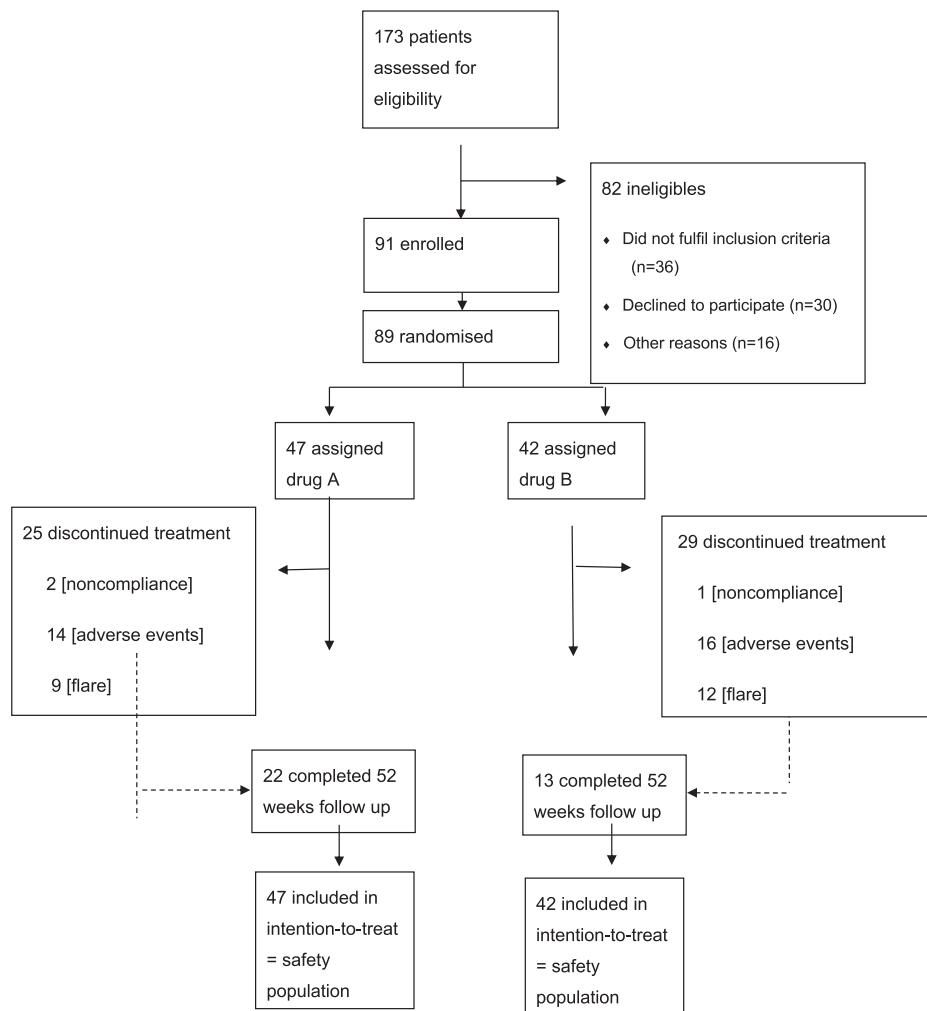 173 patients
assessed for
eligibility
82 ineligibles
♦ Did not fulfil inclusion criteria
(n=36)
♦ Declined to participate (n=30)
♦ Other reasons (n=16)
91 enrolled
89 randomised
47 assigned
drug A
42 assigned
drug B
25 discontinued treatment
2 [noncompliance]
14 [adverse events]
9 [flare]
29 discontinued treatment
1 [noncompliance]
16 [adverse events]
12 [flare]
22 completed 52
weeks follow up
13 completed 52
weeks follow up
47 included in
intention-to-treat
= safety
population
42 included in
intention-to-treat
= safety
population